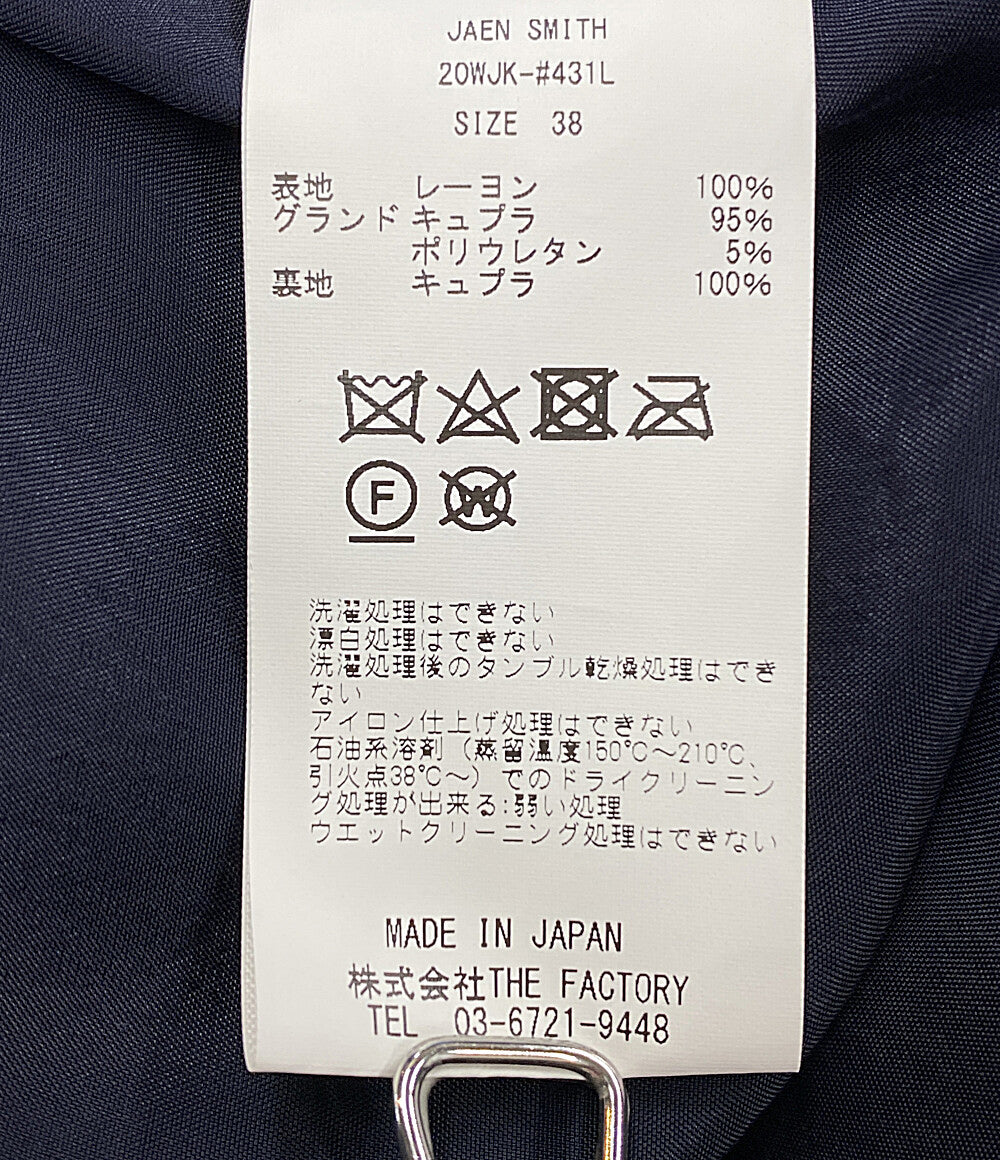 JAEN SMITH
20WJK-#431L
SIZE 38
表地 レーヨン 100%
グランド キュプラ 95%
ポリウレタン 5%
裏地 キュプラ 100%
F
W
洗濯処理はできない
漂白処理はできない
洗濯処理後のタンブル乾燥処理はでき
ない
アイロン仕上げ処理はできない
石油系溶剤(蒸留温度150℃~210℃、
引火点38℃~)でのドライクリーニン
グ処理が出来る:弱い処理
ウエットクリーニング処理はできない
MADE IN JAPAN
株式会社THE FACTORY
TEL 03-6721-9448